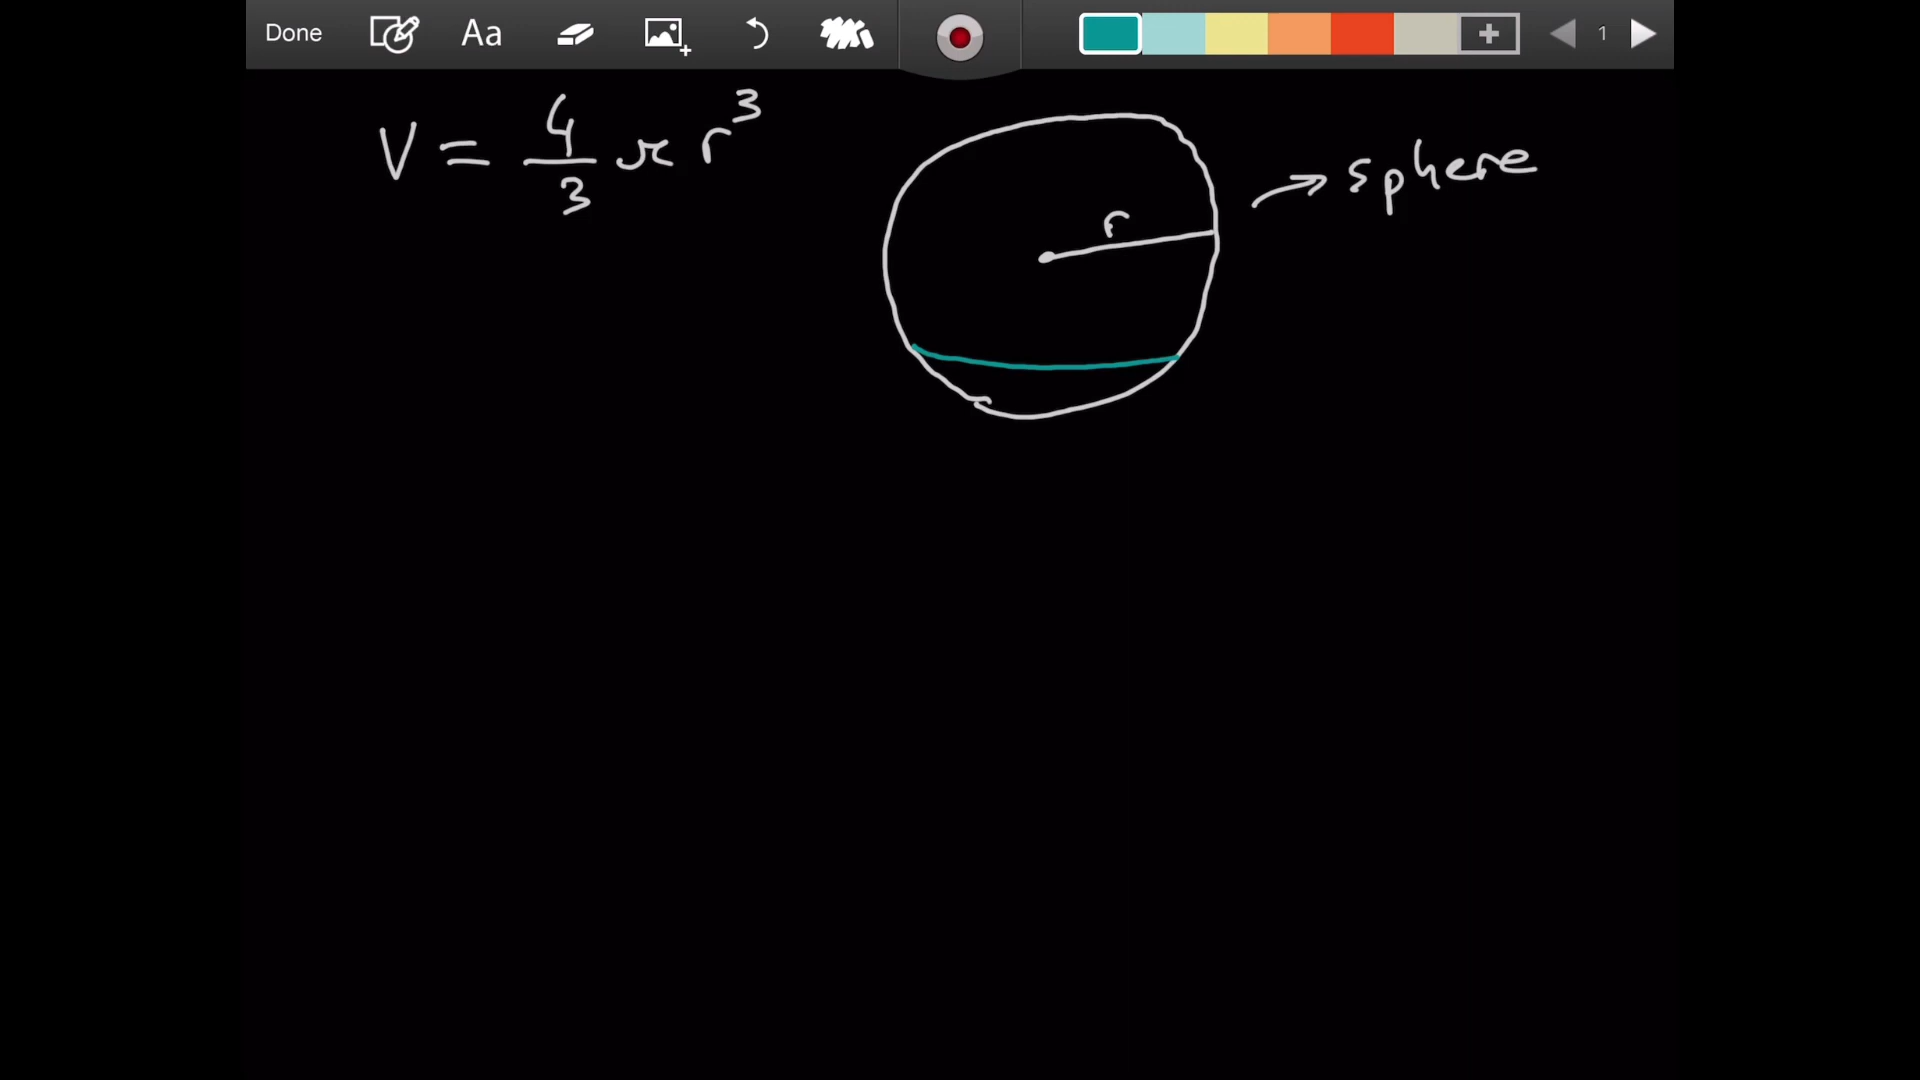 Done Aa 1
V = 4/3 π r³
→ sphere
r